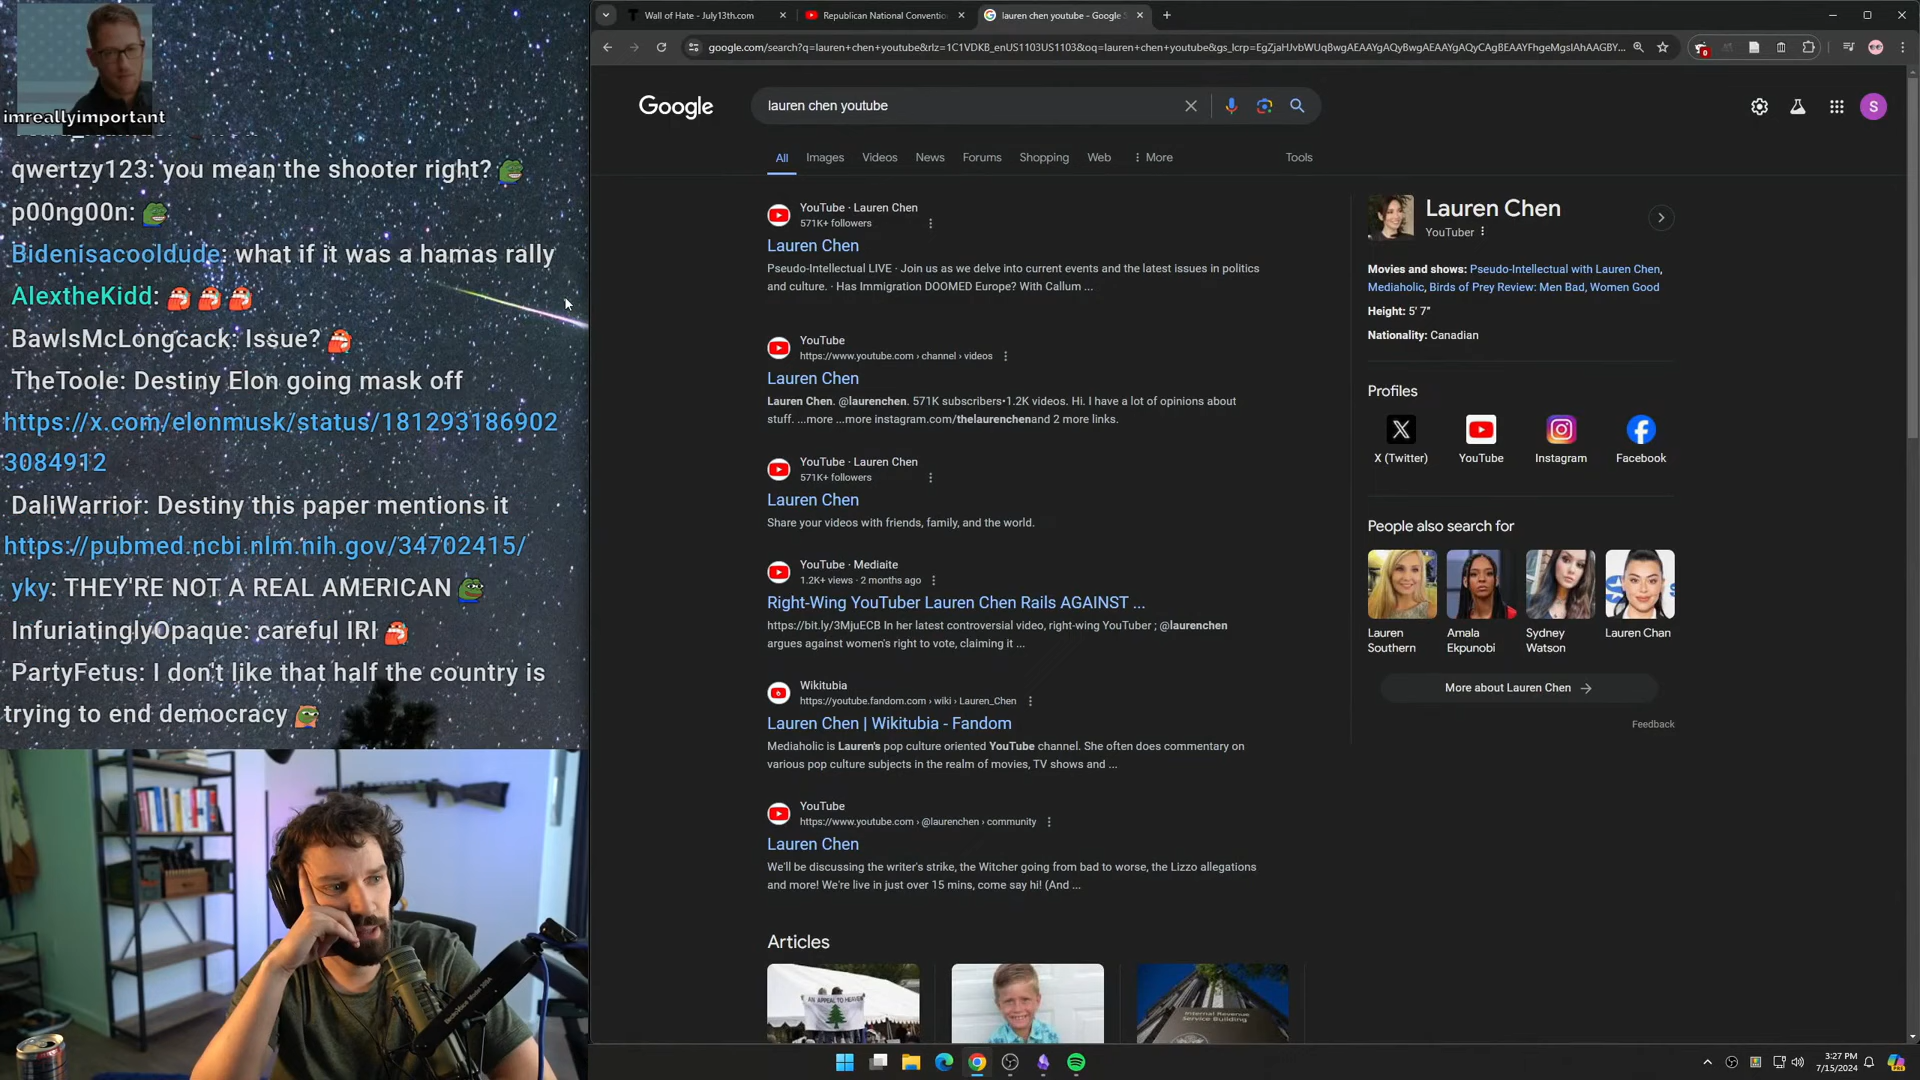 imreallyimportant
qwertzy123: you mean the shooter right?
p00ng00n:
Bidenisacooldude: what if it was a hamas rally
AlextheKidd:
BawlsMcLongcack: Issue?
TheToole: Destiny Elon going mask off
https://x.com/elonmusk/status/181293186902
3084912
DaliWarrior: Destiny this paper mentions it
https://pubmed.ncbi.nlm.nih.gov/34702415/
yky: THEY'RE NOT A REAL AMERICAN
InfuriatinglyOpaque: careful IRI
PartyFetus: I don't like that half the country is
trying to end democracy
Wall of Hate - July13th.com
Republican National Conventio
lauren chen youtube - Google S
google.com/search?q=lauren+chen+youtube&rlz=1C1VDKB_enUS1103US1103&oq=lauren+chen+youtube&gs_lcrp=EgZjaHJvbWUqBwgAEAAYgAQyBwgAEAAYgAQyCAgBEAAYFhgeMgsIAhAAGBY...
Google
lauren chen youtube
S
All
Images
Videos
News
Forums
Shopping
Web
More
Tools
YouTube · Lauren Chen
571K+ followers
Lauren Chen
Pseudo-Intellectual LIVE · Join us as we delve into current events and the latest issues in politics
and culture. · Has Immigration DOOMED Europe? With Callum ...
YouTube
https://www.youtube.com › channel › videos
Lauren Chen
Lauren Chen. @laurenchen. 571K subscribers•1.2K videos. Hi. I have a lot of opinions about
stuff. ...more ...more instagram.com/thelaurenchenand 2 more links.
YouTube · Lauren Chen
571K+ followers
Lauren Chen
Share your videos with friends, family, and the world.
YouTube · Mediaite
1.2K+ views · 2 months ago
Right-Wing YouTuber Lauren Chen Rails AGAINST ...
https://bit.ly/3MjuECB In her latest controversial video, right-wing YouTuber ; @laurenchen
argues against women's right to vote, claiming it ...
Wikitubia
https://youtube.fandom.com › wiki › Lauren_Chen
Lauren Chen | Wikitubia - Fandom
Mediaholic is Lauren's pop culture oriented YouTube channel. She often does commentary on
various pop culture subjects in the realm of movies, TV shows and ...
YouTube
https://www.youtube.com › @laurenchen › community
Lauren Chen
We'll be discussing the writer's strike, the Witcher going from bad to worse, the Lizzo allegations
and more! We're live in just over 15 mins, come say hi! (And ...
Articles
AN APPEAL TO HEAVEN
Internal Revenue
Service Building
Lauren Chen
YouTuber
Movies and shows: Pseudo-Intellectual with Lauren Chen,
Mediaholic, Birds of Prey Review: Men Bad, Women Good
Height: 5′ 7″
Nationality: Canadian
Profiles
X (Twitter)
YouTube
Instagram
Facebook
People also search for
Lauren
Southern
Amala
Ekpunobi
Sydney
Watson
Lauren Chan
More about Lauren Chen
Feedback
3:27 PM
7/15/2024